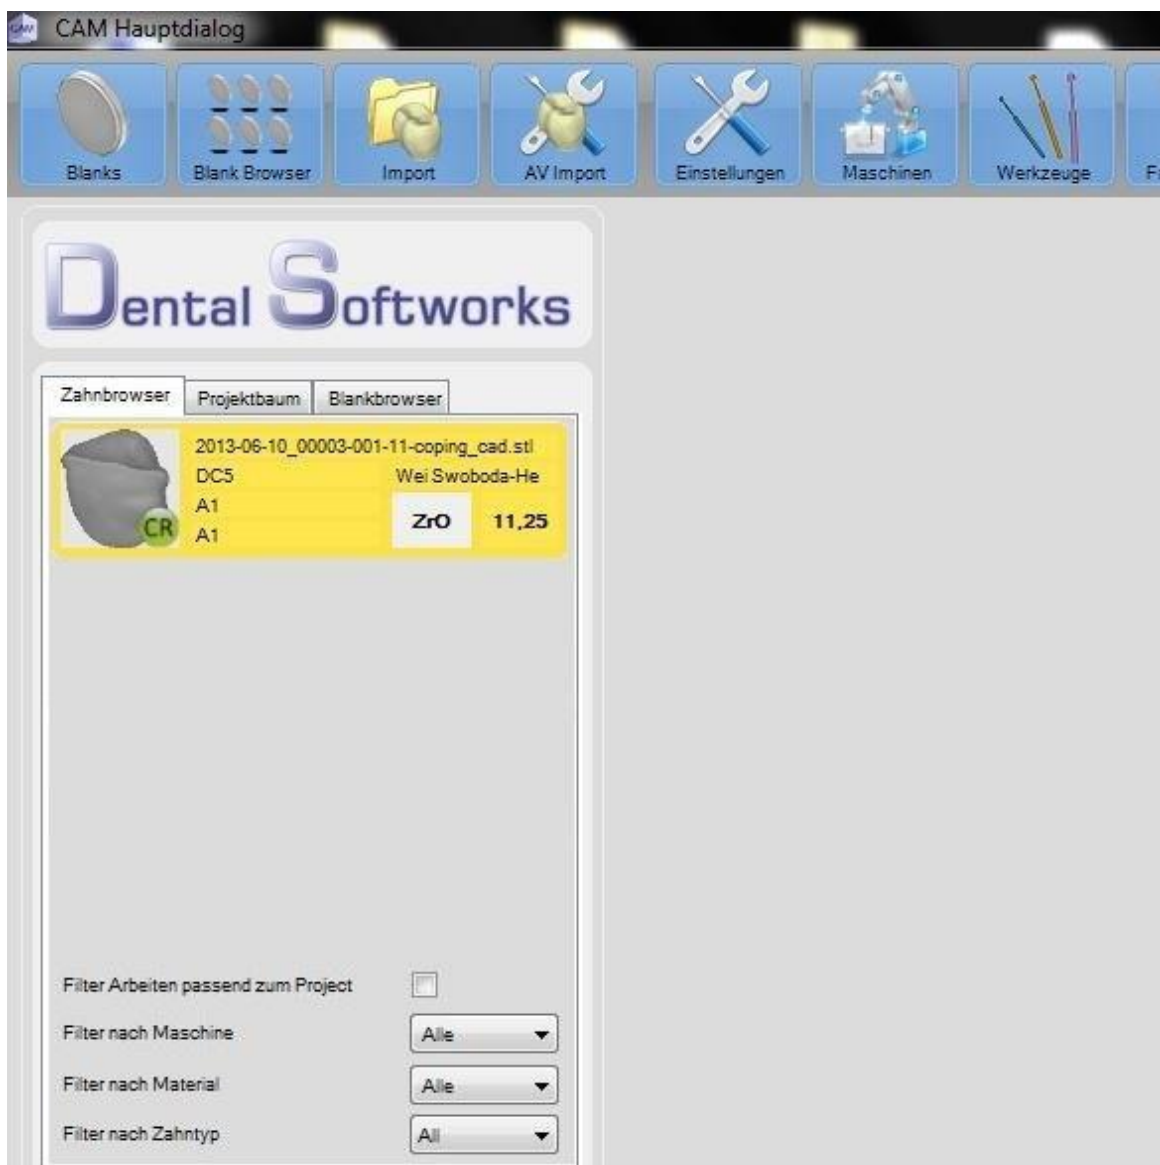 CAM Hauptdialog
Blanks
Blank Browser
Import
AV Import
Einstellungen
Maschinen
Werkzeuge
Dental Softworks
Zahnbrowser
Projektbaum
Blankbrowser
2013-06-10_00003-001-11-coping_cad.stl
DC5
Wei Swoboda-He
A1
ZrO
11,25
A1
CR
Filter Arbeiten passend zum Project
Filter nach Maschine
Alle
Filter nach Material
Alle
Filter nach Zahntyp
All